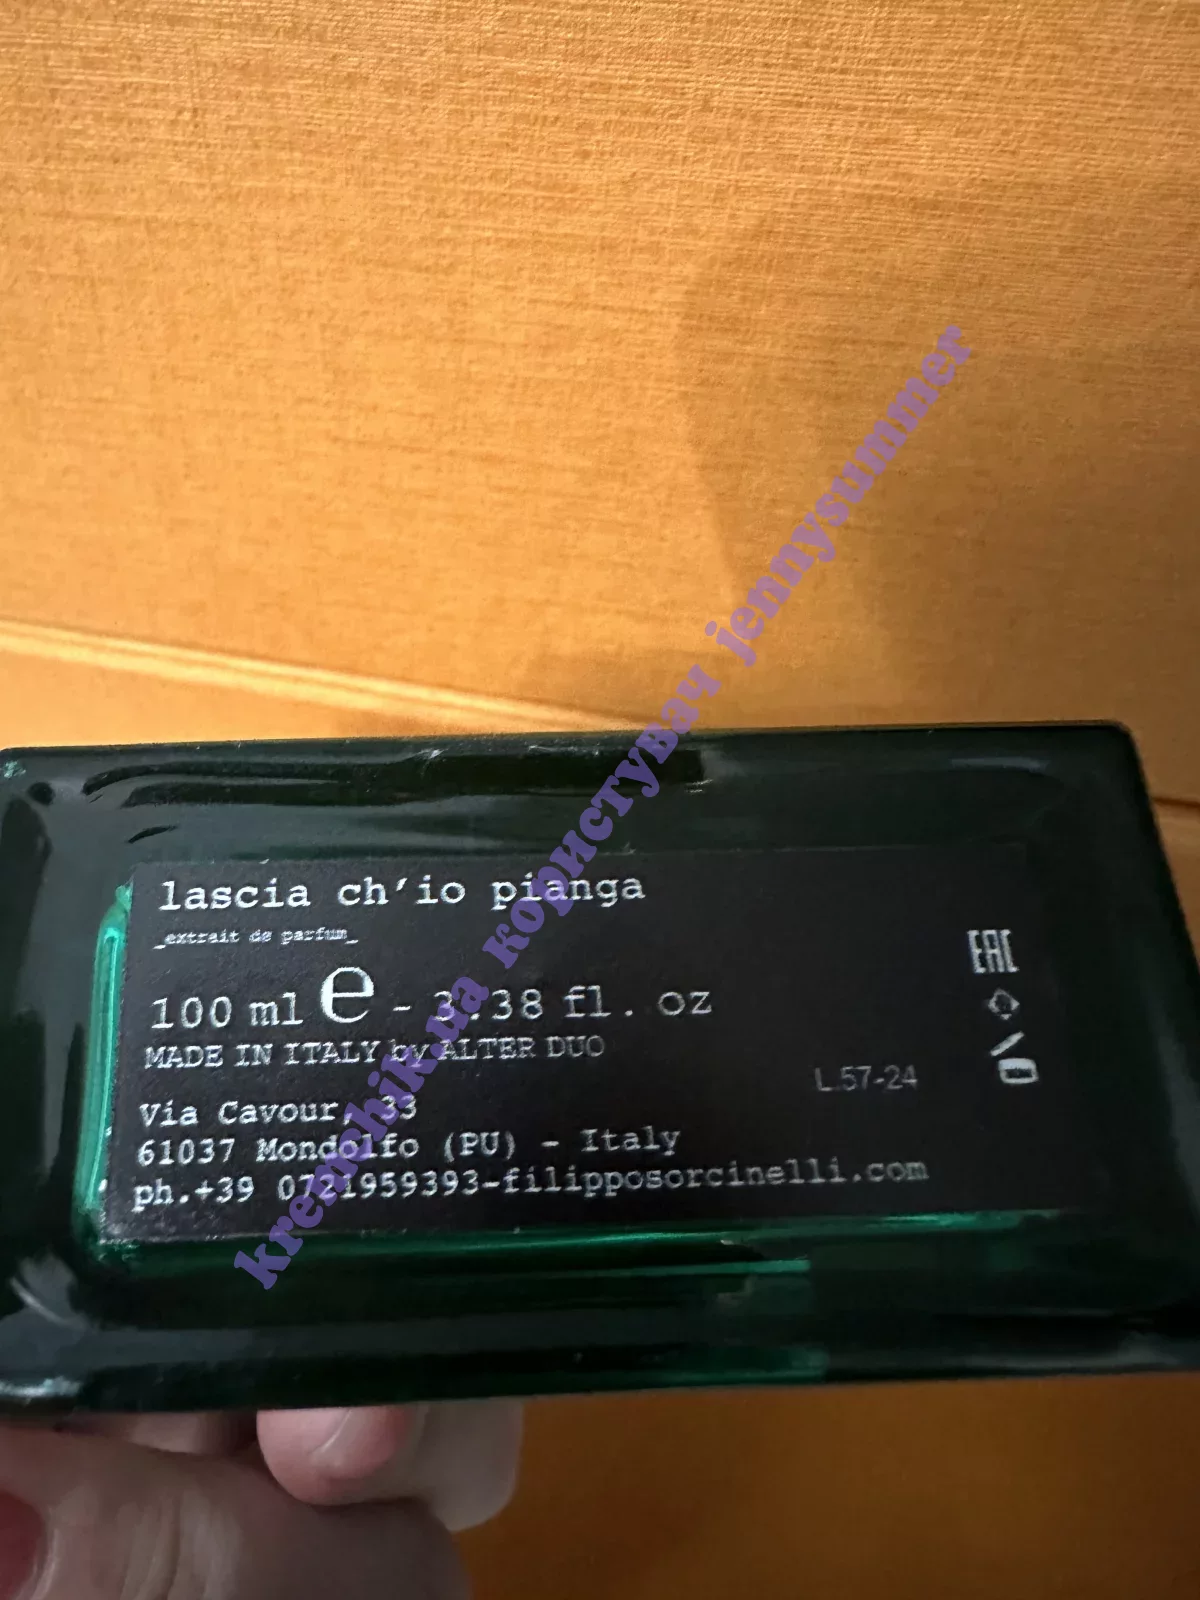 lascia ch'io pianga
_extrait de parfum_
100 ml e - 3.38 fl. oz
MADE IN ITALY by ALTER DUO
L.57-24
Via Cavour, 33
61037 Mondolfo (PU) - Italy
ph.+39 0721959393-filipposorcinelli.com
EAC
kremchik.ua користувач jennysummer